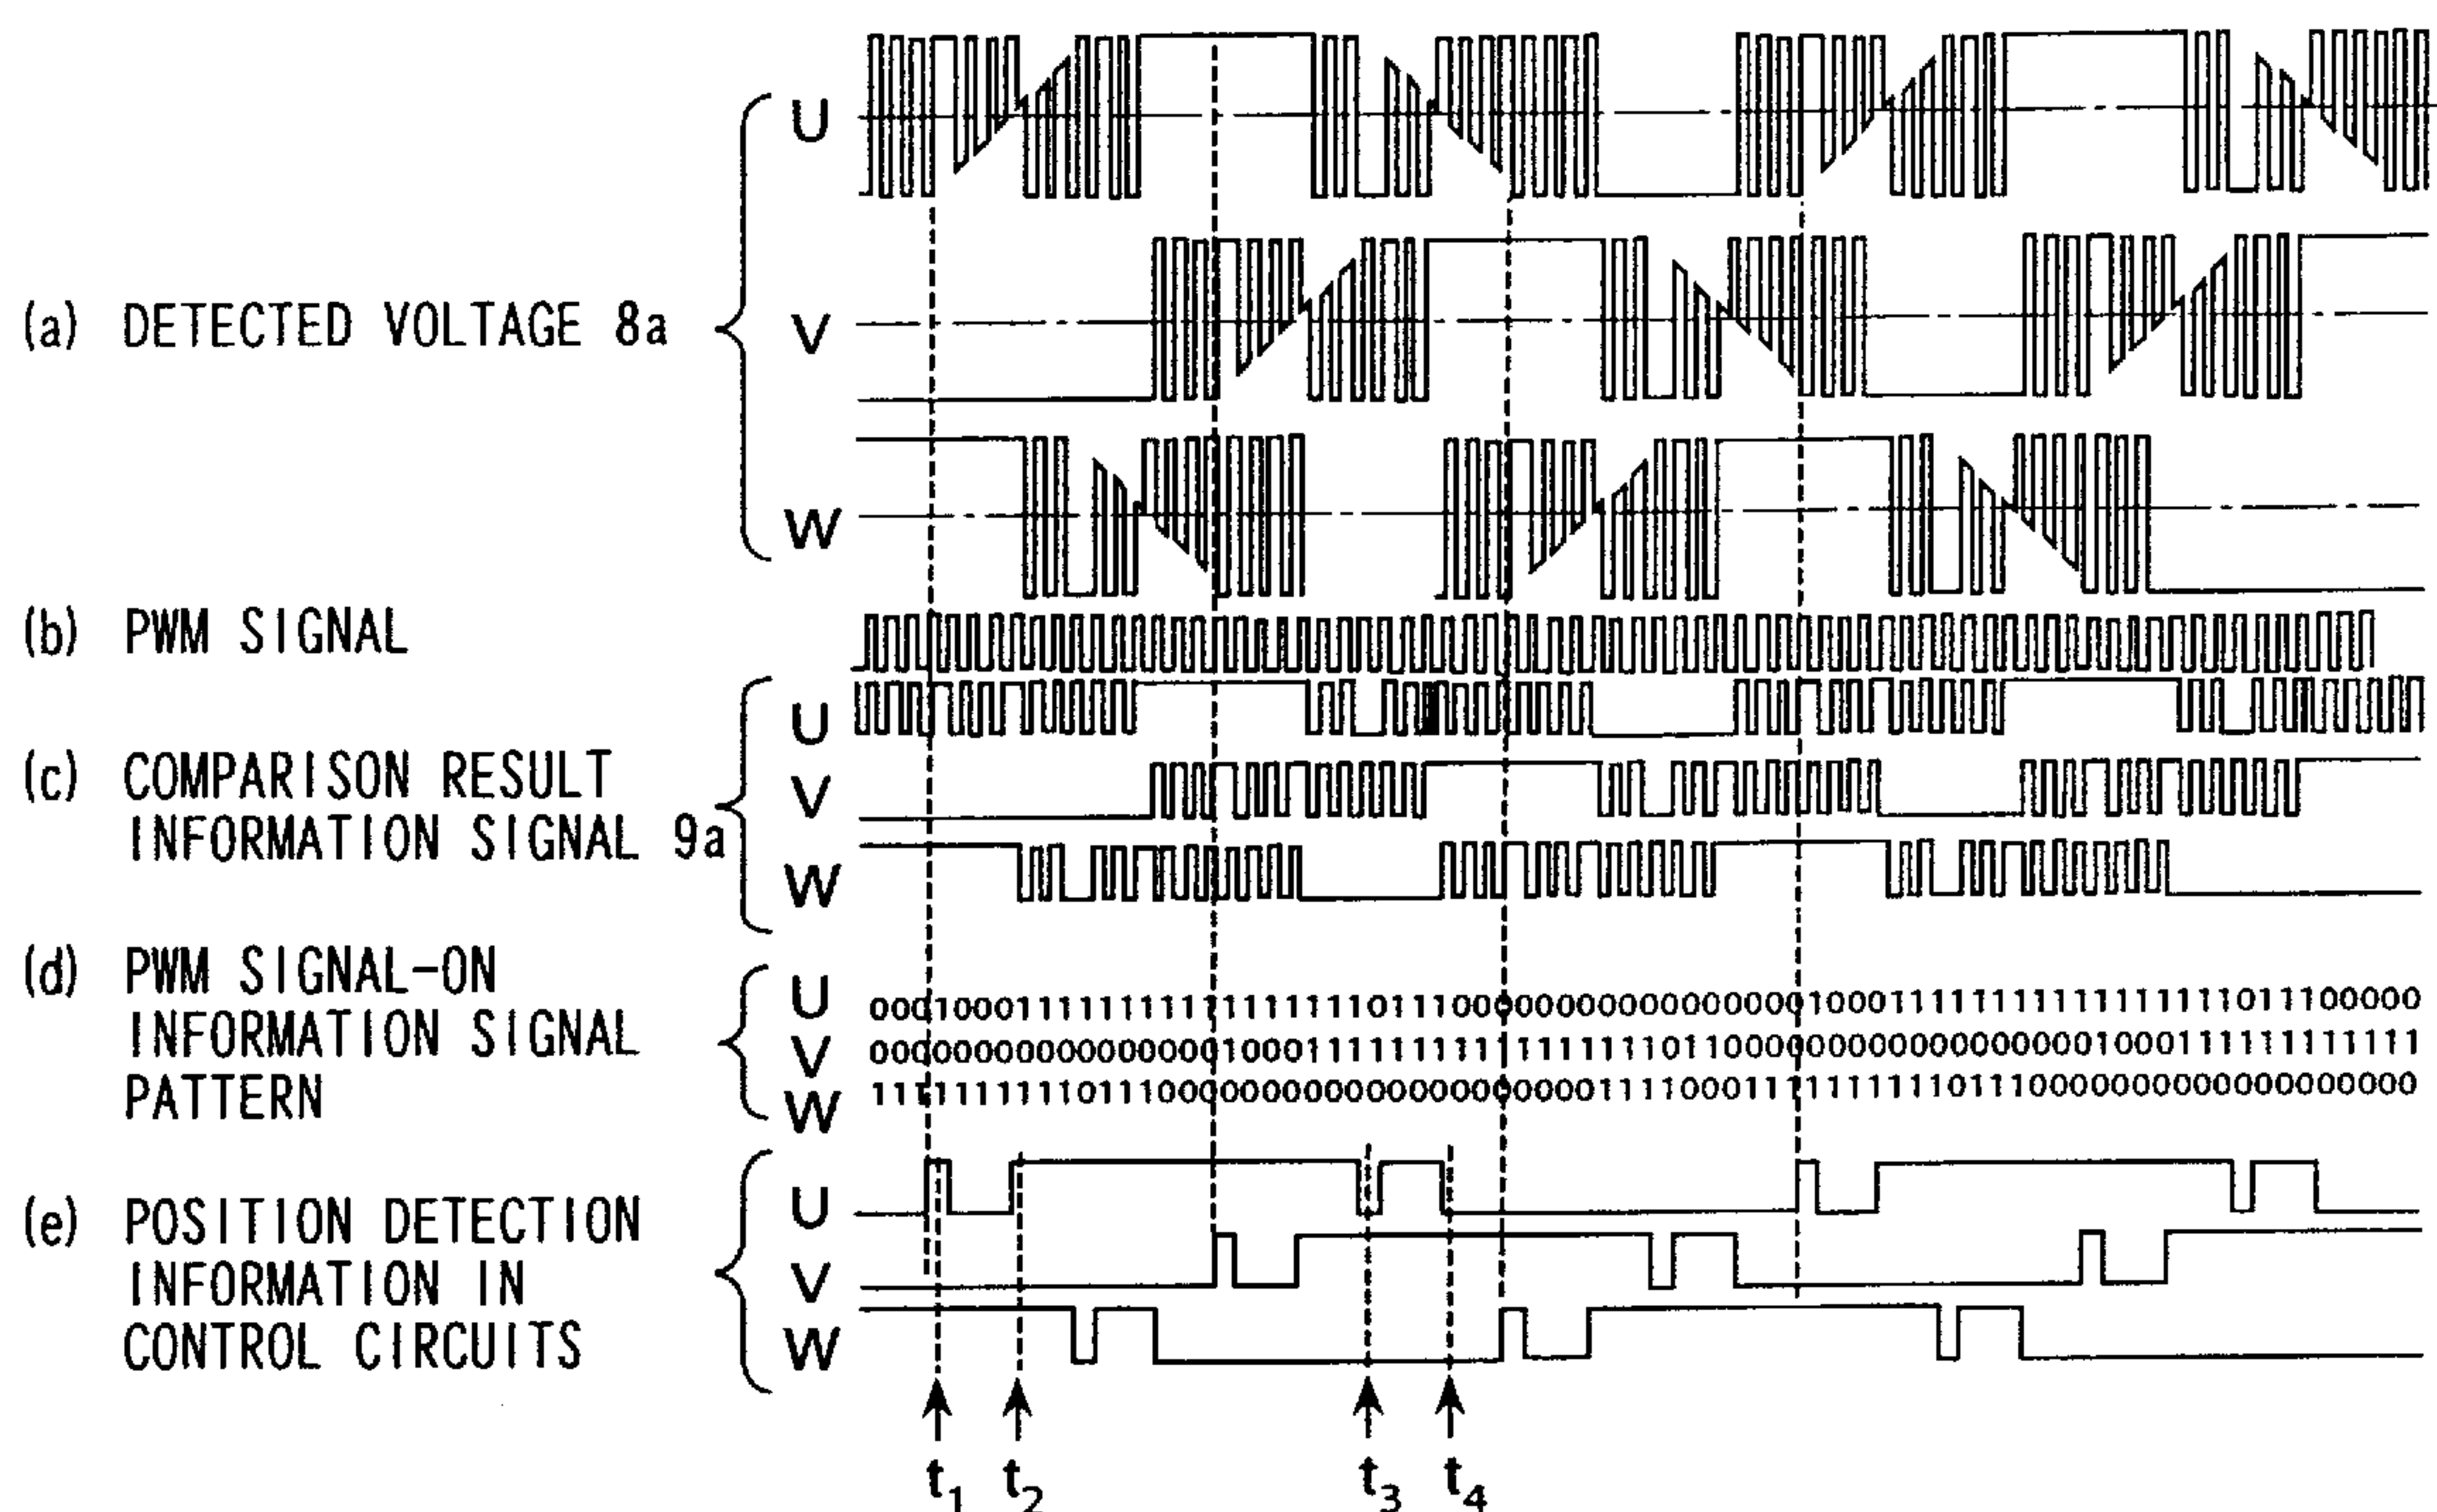 (a) DETECTED VOLTAGE 8a
U
V
W
(b) PWM SIGNAL
(c) COMPARISON RESULT
INFORMATION SIGNAL 9a
U
V
W
(d) PWM SIGNAL-ON
INFORMATION SIGNAL
PATTERN
U
V
W
(e) POSITION DETECTION
INFORMATION IN
CONTROL CIRCUITS
U
V
W
t1 t2 t3 t4